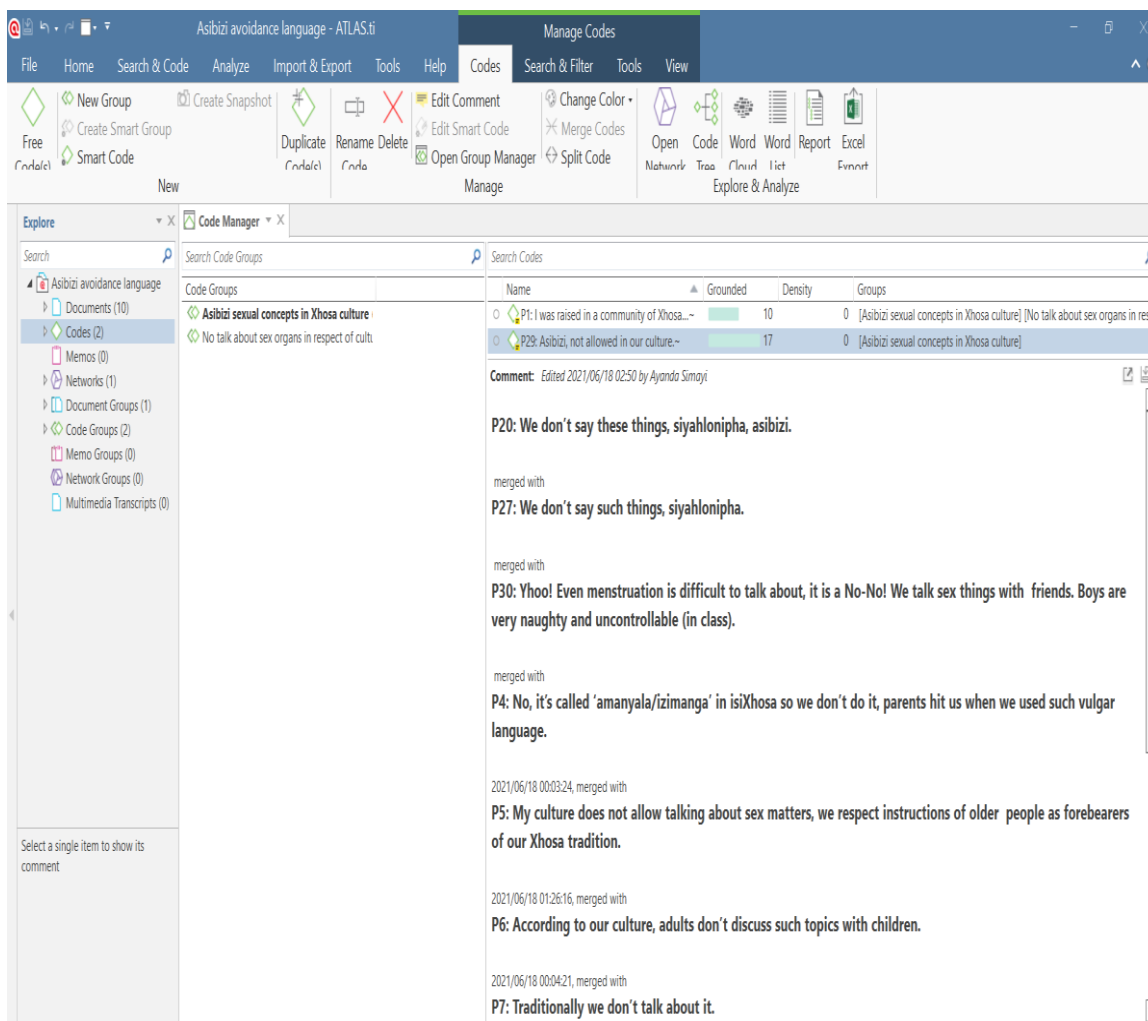 Asibizi avoidance language - ATLAS.ti
Manage Codes
File Home Search & Code Analyze Import & Export Tools Help Codes Search & Filter Tools View
Free
Code(s)
New Group
Create Smart Group
Smart Code
Create Snapshot
Duplicate
Code(s)
Rename
Code
Delete
Edit Comment
Edit Smart Code
Open Group Manager
Change Color
Merge Codes
Split Code
Open
Network
Code
Tree
Word
Cloud
Word
List
Report
Excel
Export
New
Manage
Explore & Analyze
Explore
Search
Asibizi avoidance language
Documents (10)
Codes (2)
Memos (0)
Networks (1)
Document Groups (1)
Code Groups (2)
Memo Groups (0)
Network Groups (0)
Multimedia Transcripts (0)
Select a single item to show its
comment
Code Manager
Search Code Groups
Code Groups
Asibizi sexual concepts in Xhosa culture
No talk about sex organs in respect of cultu
Search Codes
Name Grounded Density Groups
P1: I was raised in a community of Xhosa...~ 10 0 [Asibizi sexual concepts in Xhosa culture] [No talk about sex organs in res
P29: Asibizi, not allowed in our culture.~ 17 0 [Asibizi sexual concepts in Xhosa culture]
Comment: Edited 2021/06/18 02:50 by Ayanda Simayi
P20: We don't say these things, siyahlonipha, asibizi.
merged with
P27: We don't say such things, siyahlonipha.
merged with
P30: Yhoo! Even menstruation is difficult to talk about, it is a No-No! We talk sex things with friends. Boys are
very naughty and uncontrollable (in class).
merged with
P4: No, it's called 'amanyala/izimanga' in isiXhosa so we don't do it, parents hit us when we used such vulgar
language.
2021/06/18 00:03:24, merged with
P5: My culture does not allow talking about sex matters, we respect instructions of older people as forebearers
of our Xhosa tradition.
2021/06/18 01:26:16, merged with
P6: According to our culture, adults don't discuss such topics with children.
2021/06/18 00:04:21, merged with
P7: Traditionally we don't talk about it.